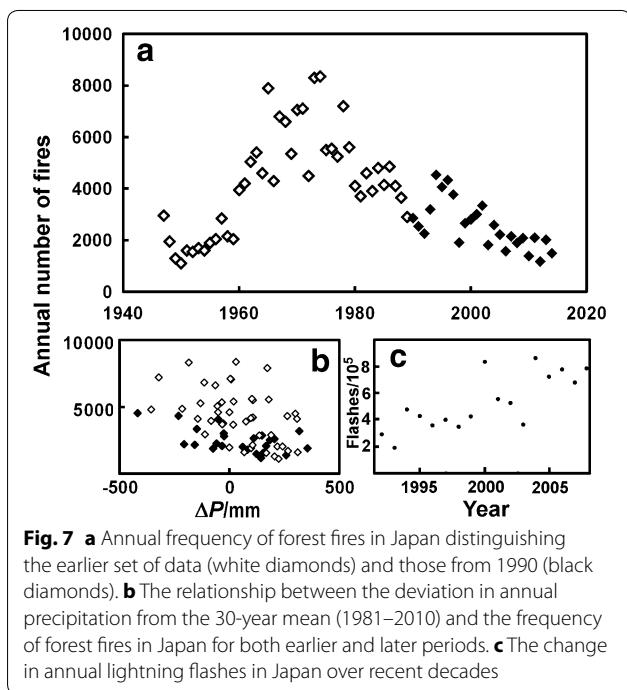 a
10000
8000
6000
4000
2000
0
1940 1960 1980 2000 2020
Annual number of fires
b
10000
5000
-500 0 500
ΔP/mm
c
Flashes/10⁵
8
6
4
2
1995 2000 2005
Year
Fig. 7 a Annual frequency of forest fires in Japan distinguishing
the earlier set of data (white diamonds) and those from 1990 (black
diamonds). b The relationship between the deviation in annual
precipitation from the 30-year mean (1981–2010) and the frequency
of forest fires in Japan for both earlier and later periods. c The change
in annual lightning flashes in Japan over recent decades